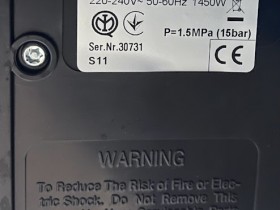 220-240V~ 50-60Hz 1450W
P=1.5MPa (15bar)
Ser.Nr.30731
S11
CE
WARNING
To Reduce The Risk of Fire or Elec-
tric Shock. Do Not Remove This